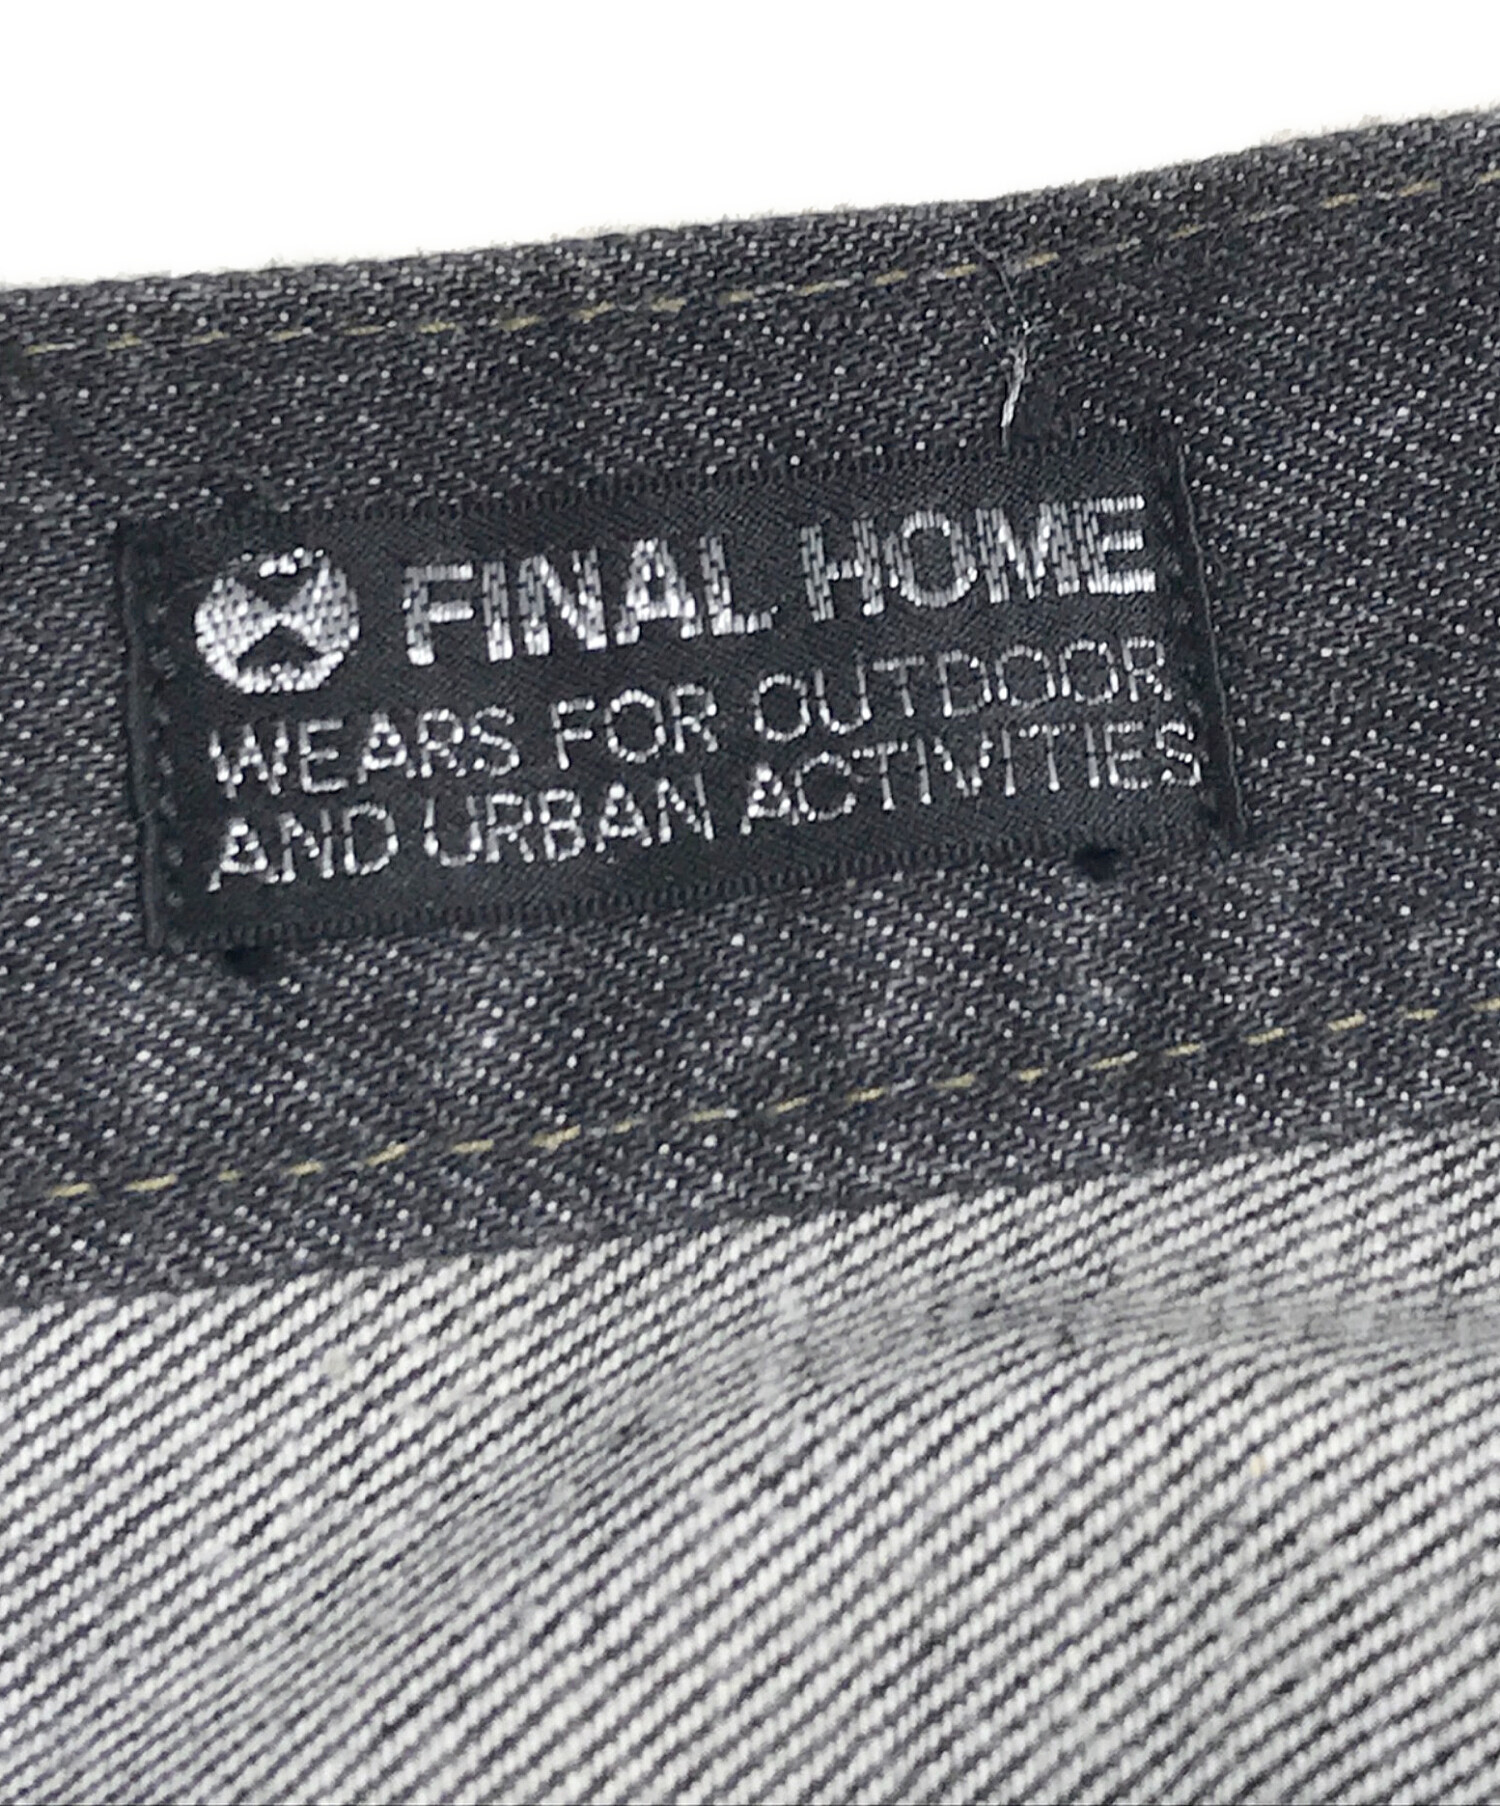 FINAL HOME
WEARS FOR OUTDOOR
AND URBAN ACTIVITIES